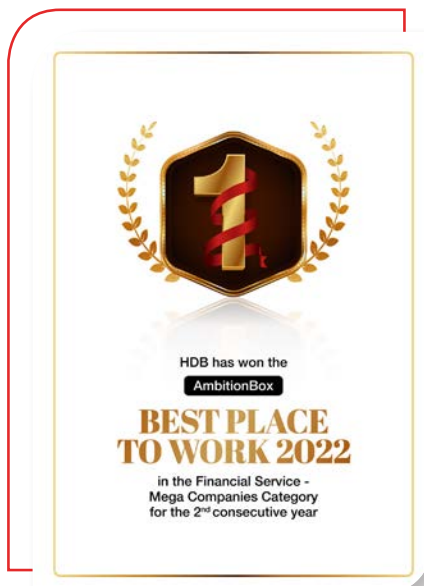 1
HDB has won the
AmbitionBox
BEST PLACE
TO WORK 2022
in the Financial Service -
Mega Companies Category
for the 2nd consecutive year